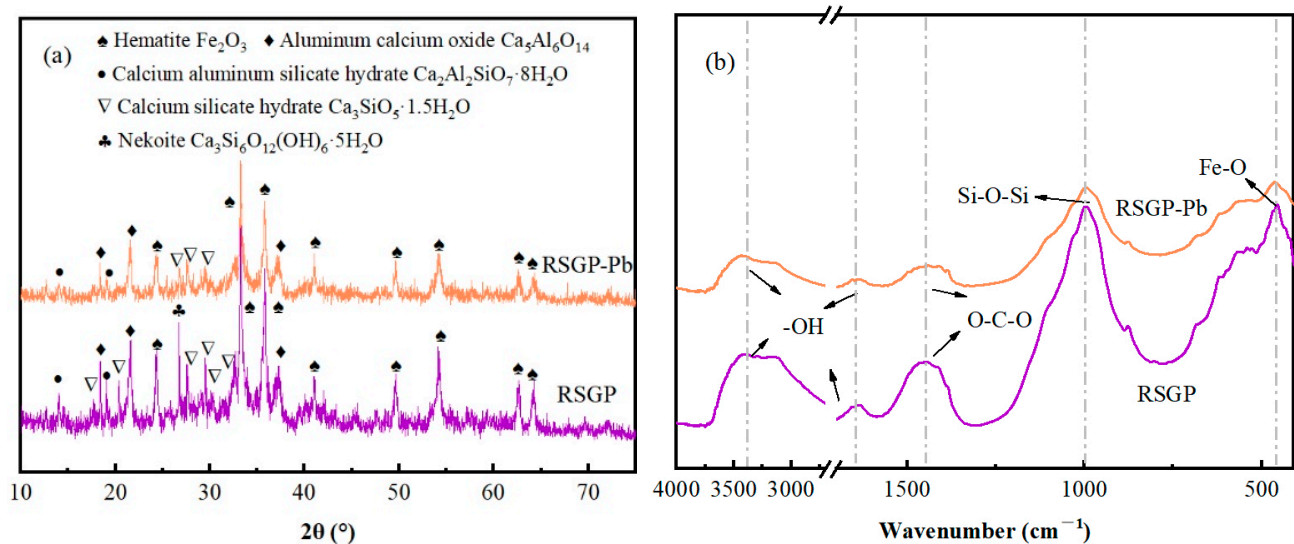 (a)
♠ Hematite Fe₂O₃ ♦ Aluminum calcium oxide Ca₅Al₆O₁₄
● Calcium aluminum silicate hydrate Ca₂Al₂SiO₇·8H₂O
▽ Calcium silicate hydrate Ca₃SiO₅·1.5H₂O
♣ Nekoite Ca₃Si₆O₁₂(OH)₆·5H₂O
RSGP-Pb
RSGP
10 20 30 40 50 60 70
2θ (°)
(b)
Si-O-Si
Fe-O
RSGP-Pb
-OH
O-C-O
RSGP
4000 3500 3000 1500 1000 500
Wavenumber (cm⁻¹)